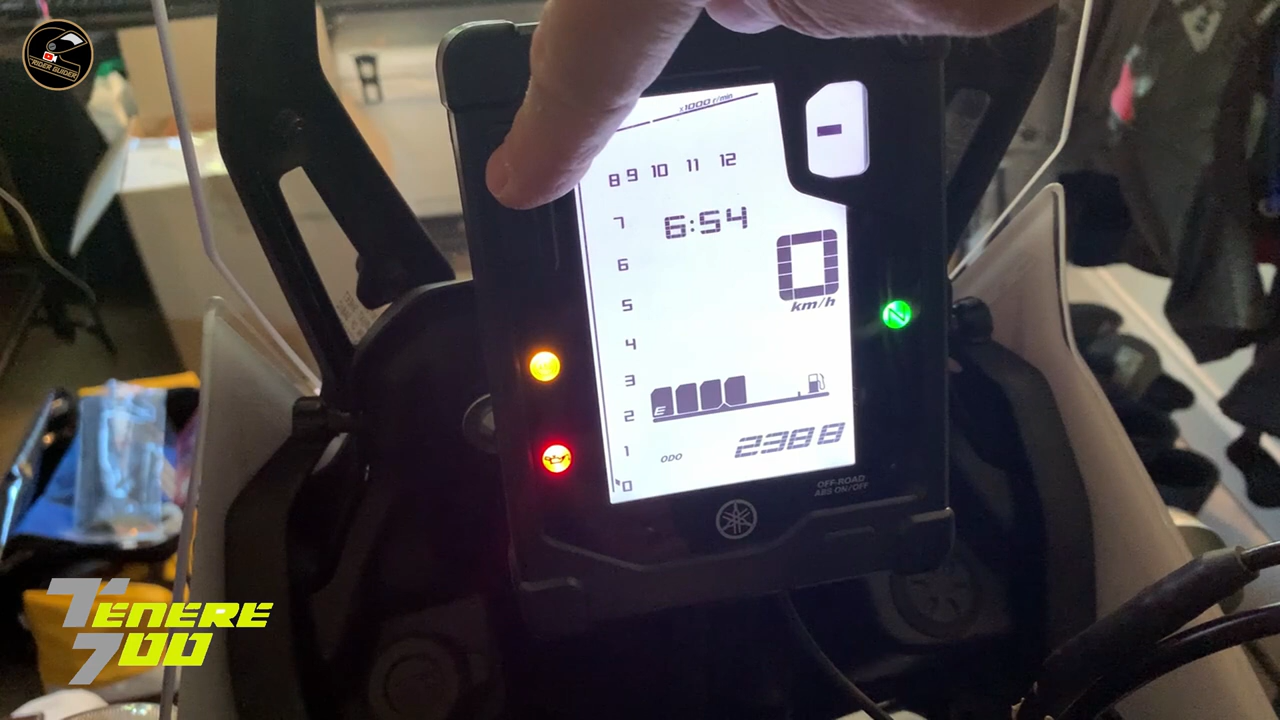 RIDER GUIDER
x1000 r/min
8 9 10 11 12
7
6:54
6
0
km/h
5
4
3
2
E
1
ODO
2388
0
N
OFF-ROAD
ABS ON/OFF
TENERE
700